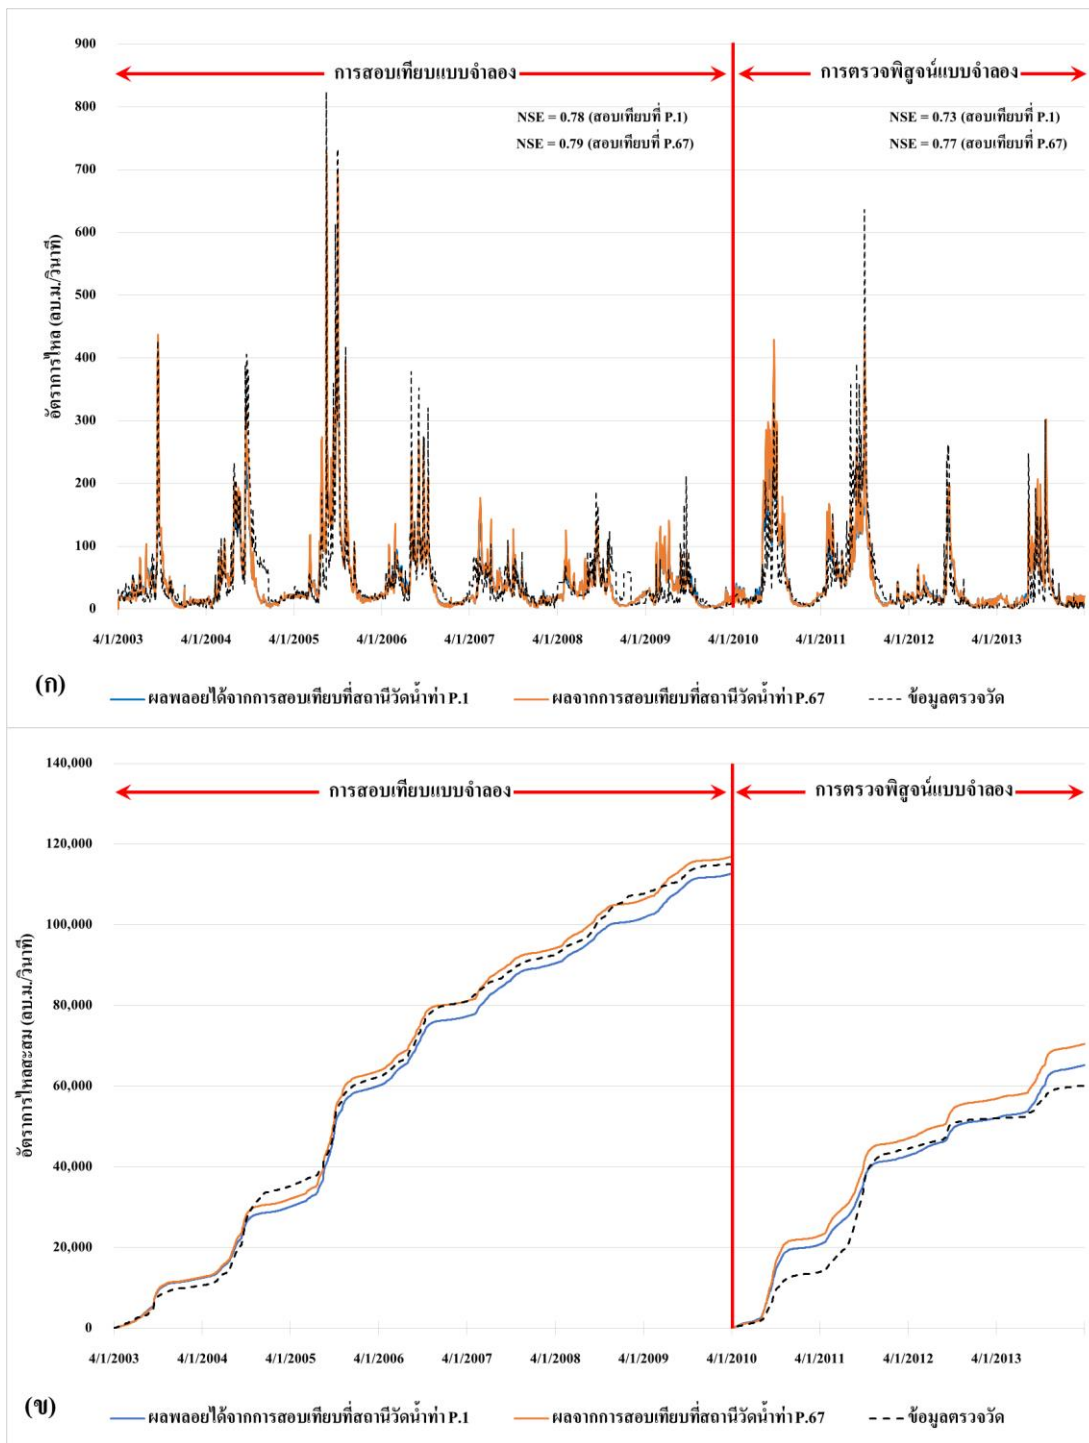 900
การสอบเทียบแบบจำลอง
การตรวจพิสูจน์แบบจำลอง
800
NSE = 0.78 (สอบเทียบที่ P.1)
NSE = 0.73 (สอบเทียบที่ P.1)
NSE = 0.79 (สอบเทียบที่ P.67)
NSE = 0.77 (สอบเทียบที่ P.67)
700
600
500
400
300
200
100
0
อัตราการไหล (ลบ.ม./วินาที)
4/1/2003 4/1/2004 4/1/2005 4/1/2006 4/1/2007 4/1/2008 4/1/2009 4/1/2010 4/1/2011 4/1/2012 4/1/2013
(ก)
ผลพลอยได้จากการสอบเทียบที่สถานีวัดน้ำท่า P.1 ผลจากการสอบเทียบที่สถานีวัดน้ำท่า P.67 ข้อมูลตรวจวัด
140,000
การสอบเทียบแบบจำลอง
การตรวจพิสูจน์แบบจำลอง
120,000
100,000
80,000
60,000
40,000
20,000
0
อัตราการไหลสะสม (ลบ.ม./วินาที)
4/1/2003 4/1/2004 4/1/2005 4/1/2006 4/1/2007 4/1/2008 4/1/2009 4/1/2010 4/1/2011 4/1/2012 4/1/2013
(ข)
ผลพลอยได้จากการสอบเทียบที่สถานีวัดน้ำท่า P.1 ผลจากการสอบเทียบที่สถานีวัดน้ำท่า P.67 ข้อมูลตรวจวัด